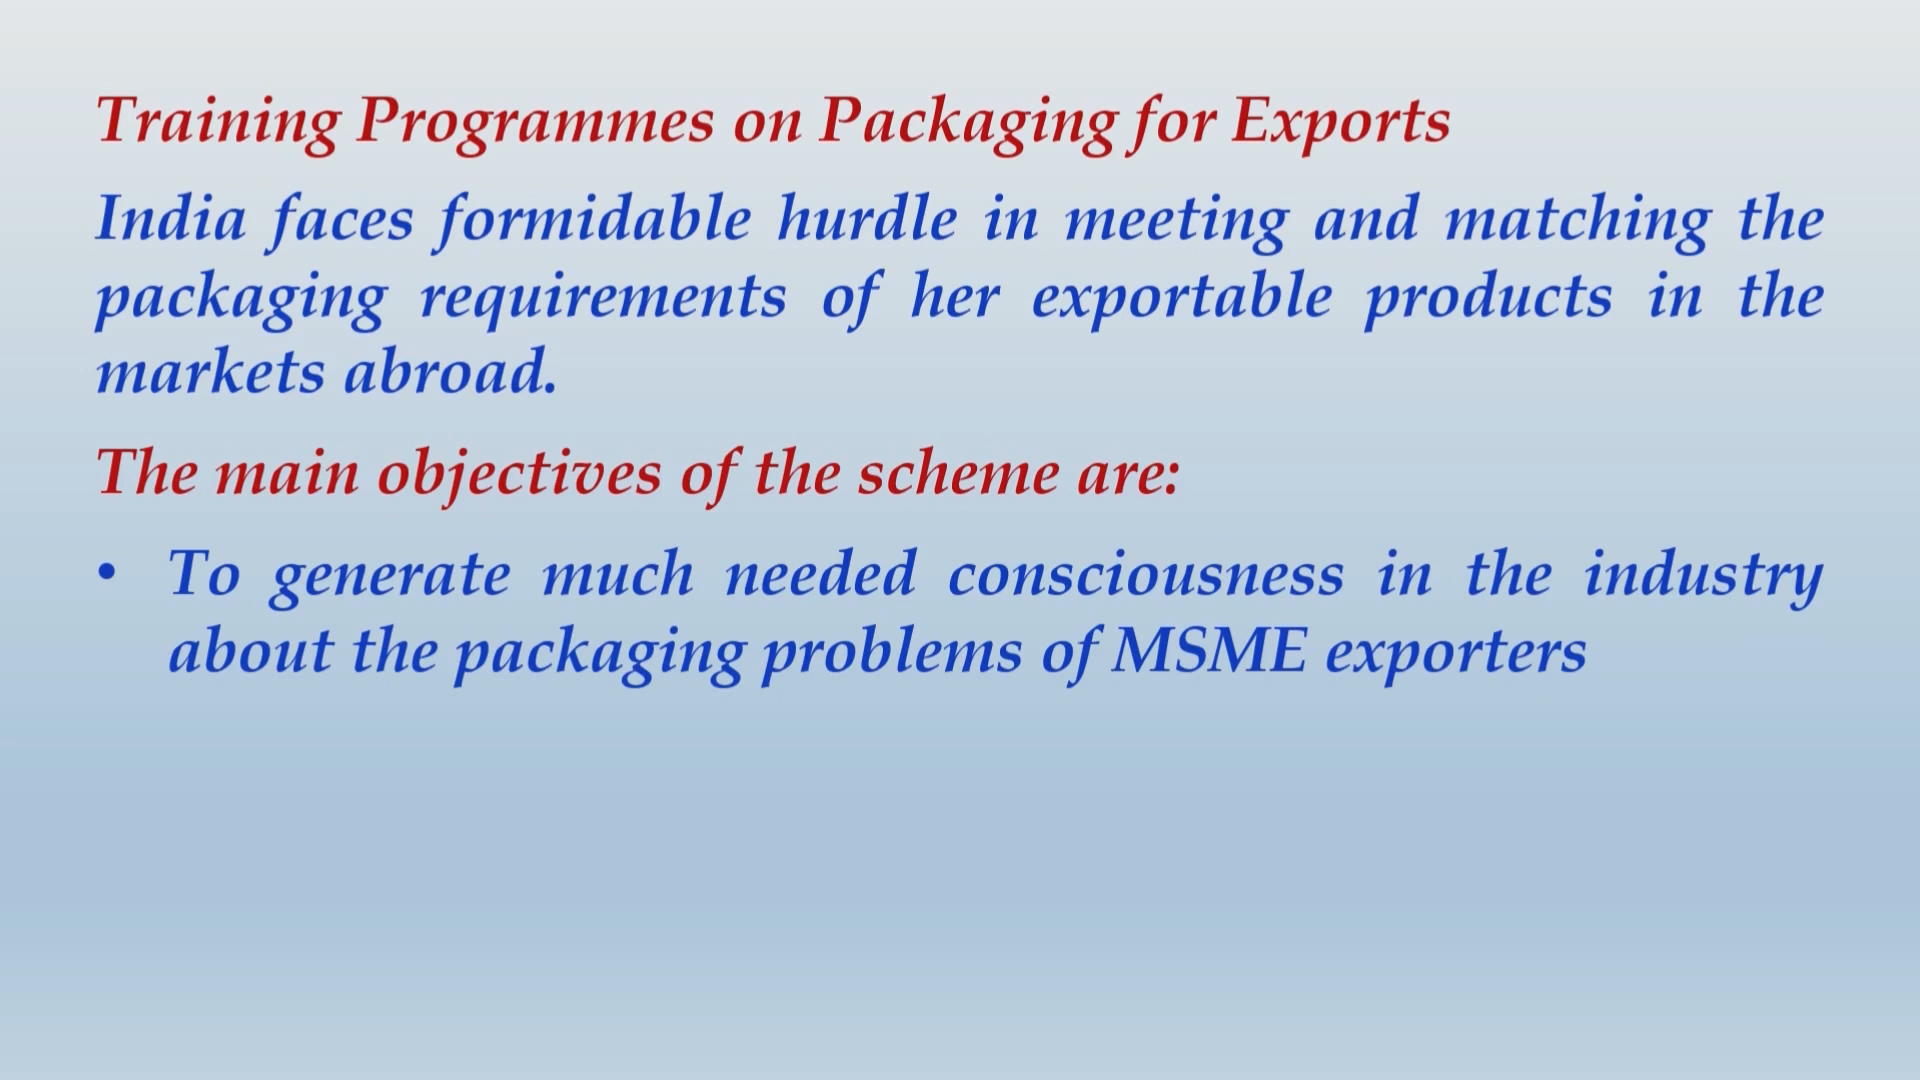 Training Programmes on Packaging for Exports
India faces formidable hurdle in meeting and matching the
packaging requirements of her exportable products in the
markets abroad.
The main objectives of the scheme are:
• To generate much needed consciousness in the industry
about the packaging problems of MSME exporters